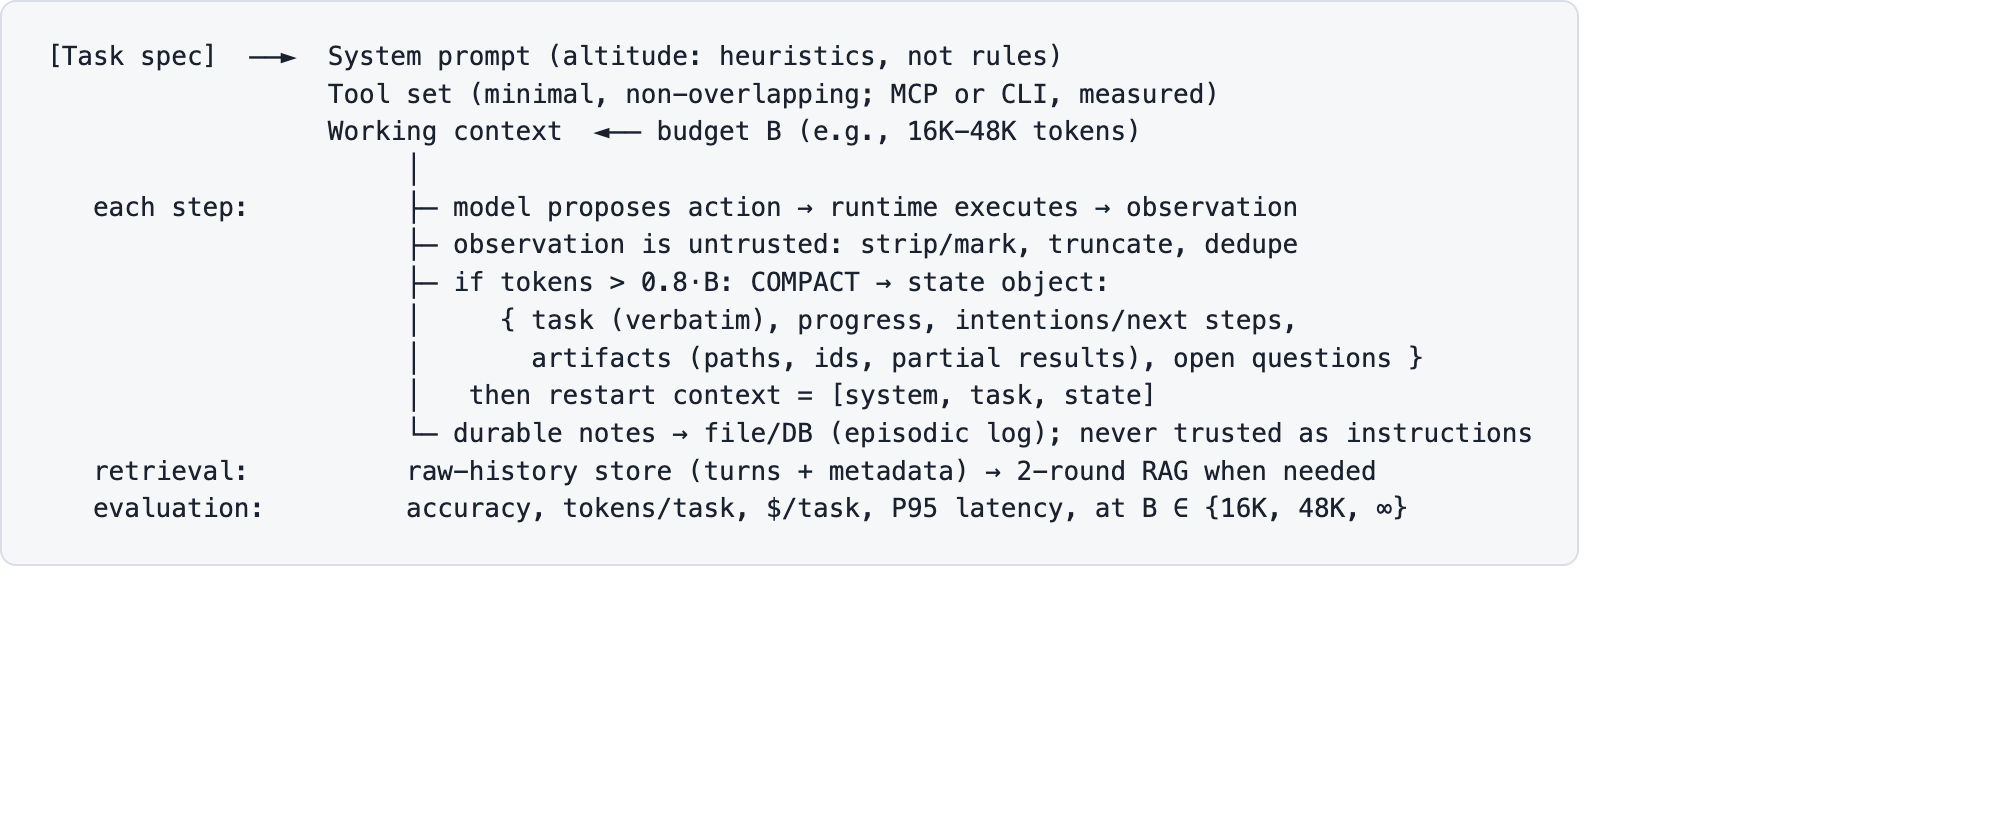 [Task spec] ──► System prompt (altitude: heuristics, not rules)
Tool set (minimal, non-overlapping; MCP or CLI, measured)
Working context ◄── budget B (e.g., 16K–48K tokens)
│
each step: ├─ model proposes action → runtime executes → observation
├─ observation is untrusted: strip/mark, truncate, dedupe
├─ if tokens > 0.8·B: COMPACT → state object:
│ { task (verbatim), progress, intentions/next steps,
│ artifacts (paths, ids, partial results), open questions }
│ then restart context = [system, task, state]
└─ durable notes → file/DB (episodic log); never trusted as instructions
retrieval: raw-history store (turns + metadata) → 2-round RAG when needed
evaluation: accuracy, tokens/task, $/task, P95 latency, at B ∈ {16K, 48K, ∞}